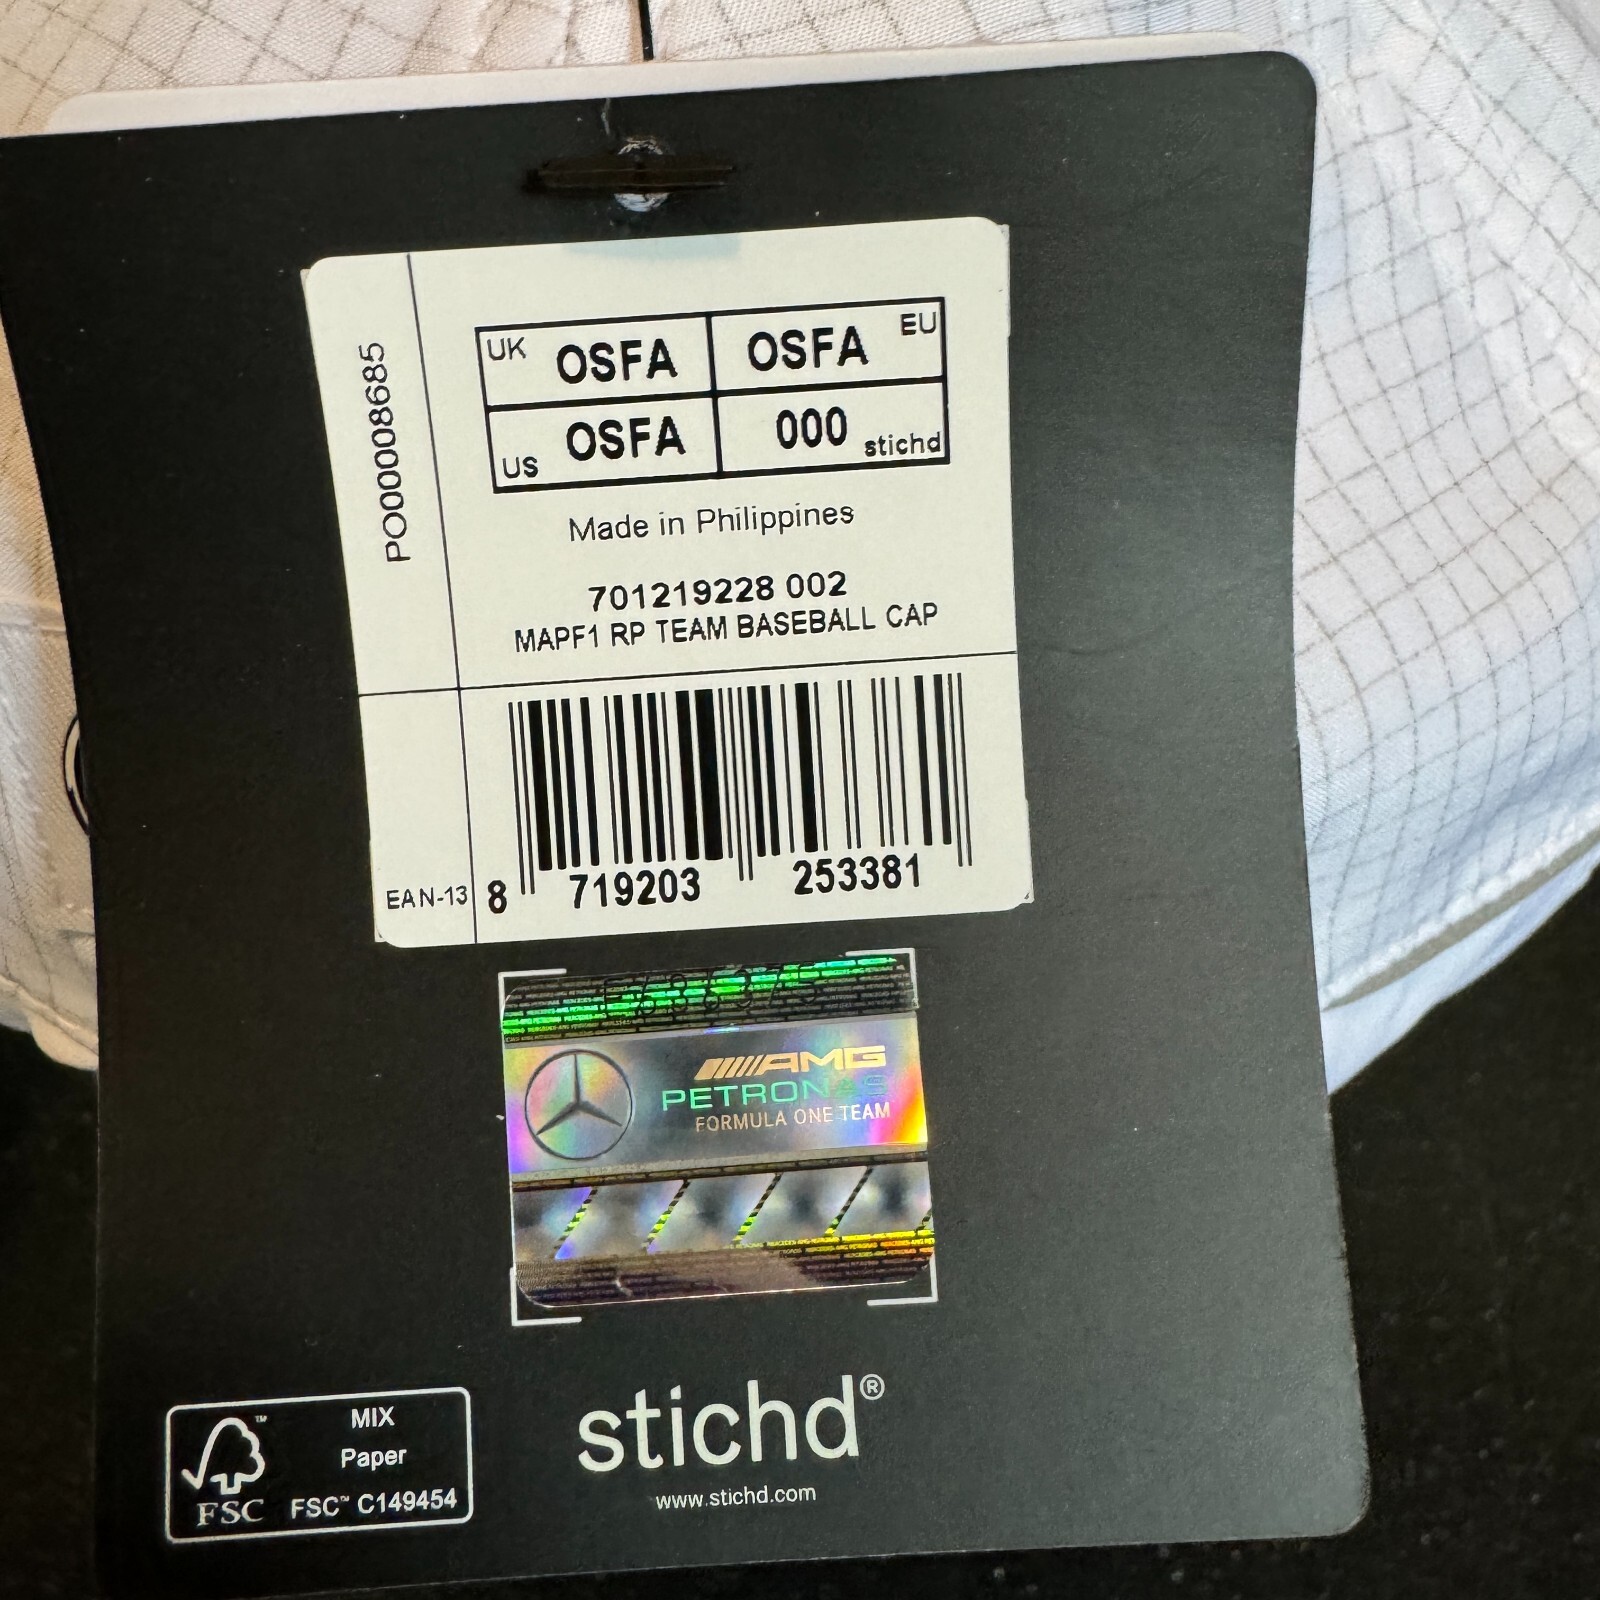 PO00008685
UK OSFA
OSFA EU
US OSFA
000 stichd
Made in Philippines
701219228 002
MAPF1 RP TEAM BASEBALL CAP
EAN-13
8 719203 253381
AMG
PETRONAS
FORMULA ONE TEAM
stichd®
www.stichd.com
MIX
Paper
FSC
FSC™ C149454